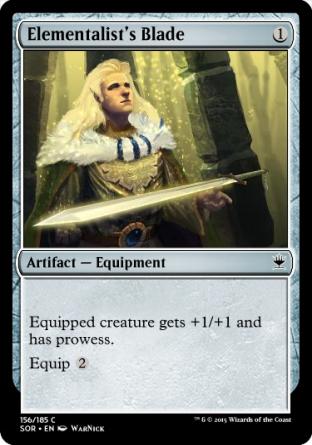 Elementalist's Blade 1
Artifact — Equipment
Equipped creature gets +1/+1 and
has prowess.
Equip 2
156/185 C
SOR • EN WarNick
™ & © 2015 Wizards of the Coast